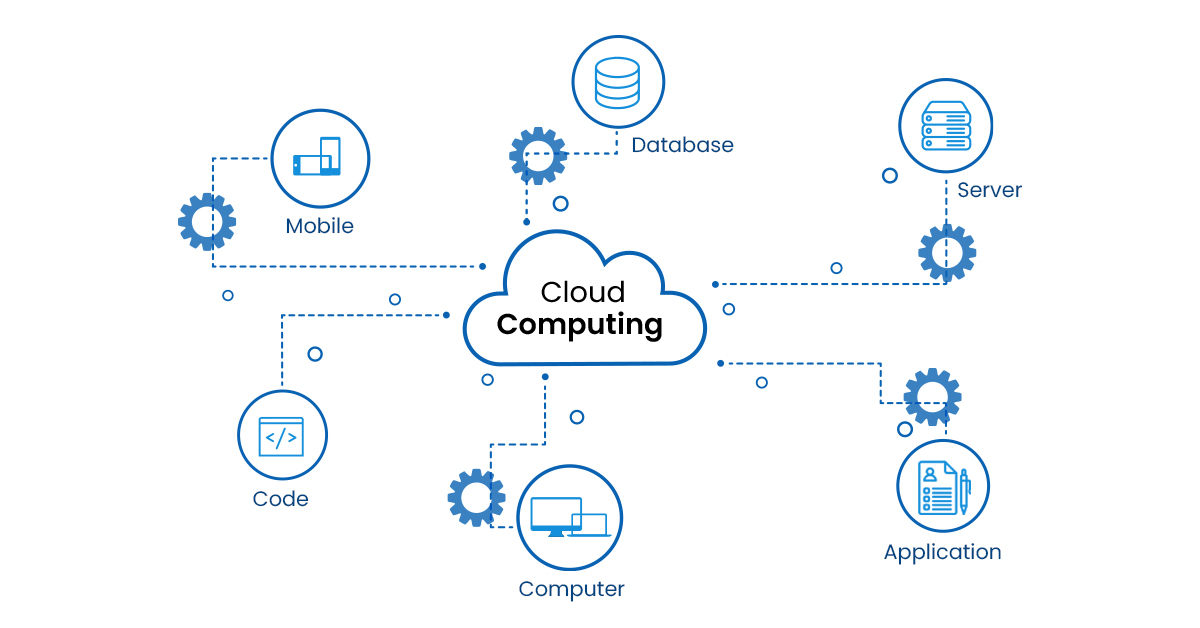 Database
Server
Mobile
Cloud
Computing
</>
Code
Application
Computer